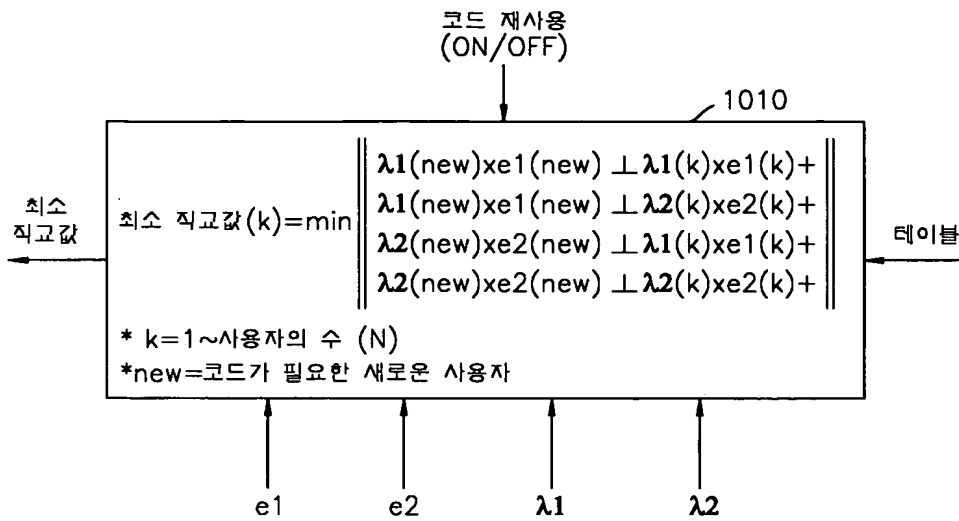 코드 재사용
(ON/OFF)
1010
λ1(new)xe1(new) ⊥λ1(k)xe1(k)+
λ1(new)xe1(new) ⊥λ2(k)xe2(k)+
λ2(new)xe2(new) ⊥λ1(k)xe1(k)+
λ2(new)xe2(new) ⊥λ2(k)xe2(k)+
최소 직교값(k)=min
최소
직교값
테이블
* k=1~사용자의 수 (N)
*new=코드가 필요한 새로운 사용자
e1 e2 λ1 λ2